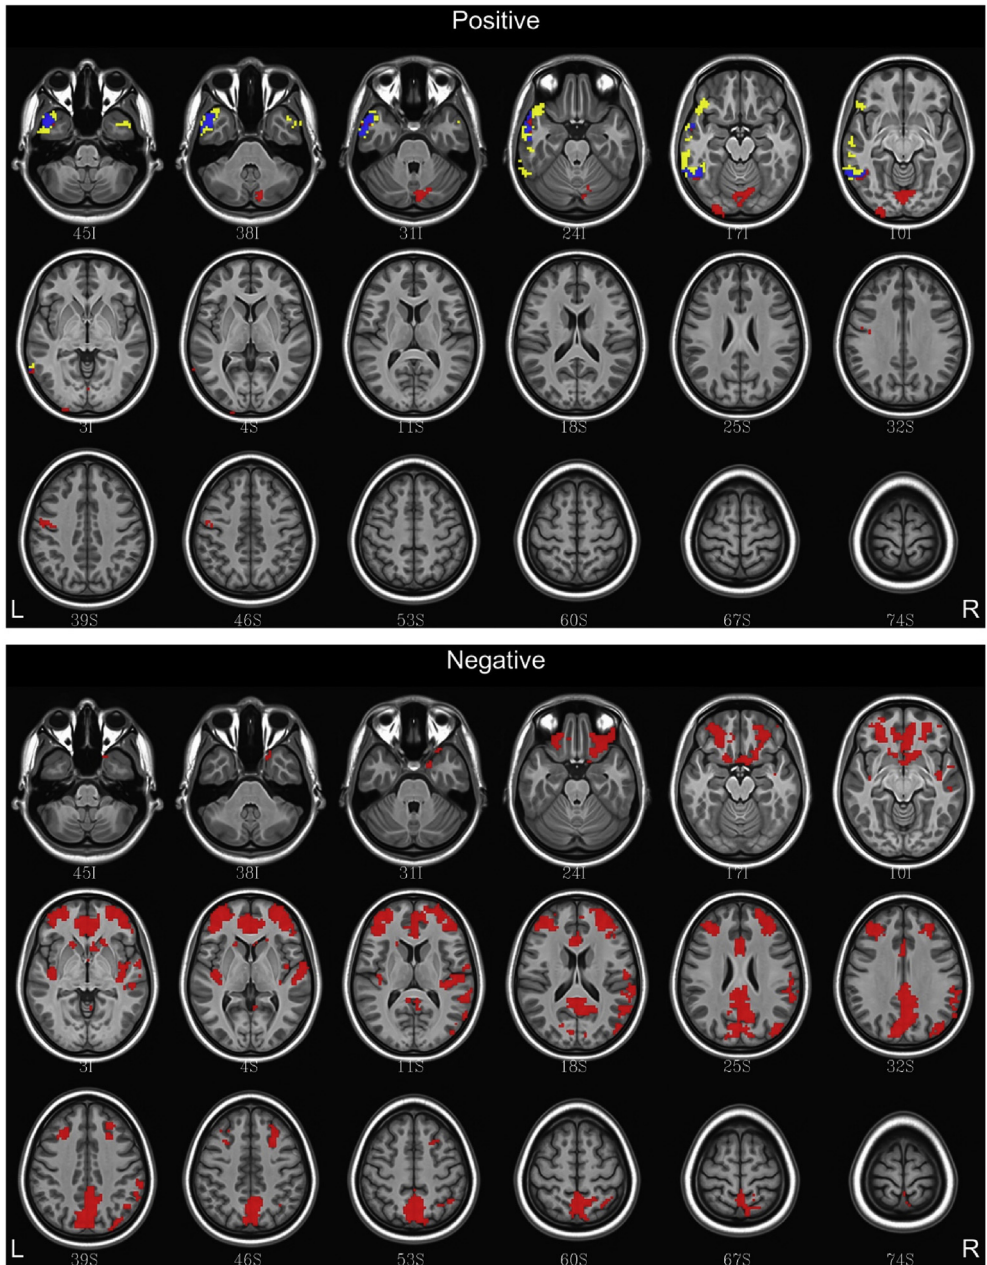 Positive
45I 38I 31I 24I 17I 10I
3I 4S 11S 18S 25S 32S
L R
39S 46S 53S 60S 67S 74S
Negative
45I 38I 31I 24I 17I 10I
3I 4S 11S 18S 25S 32S
L R
39S 46S 53S 60S 67S 74S